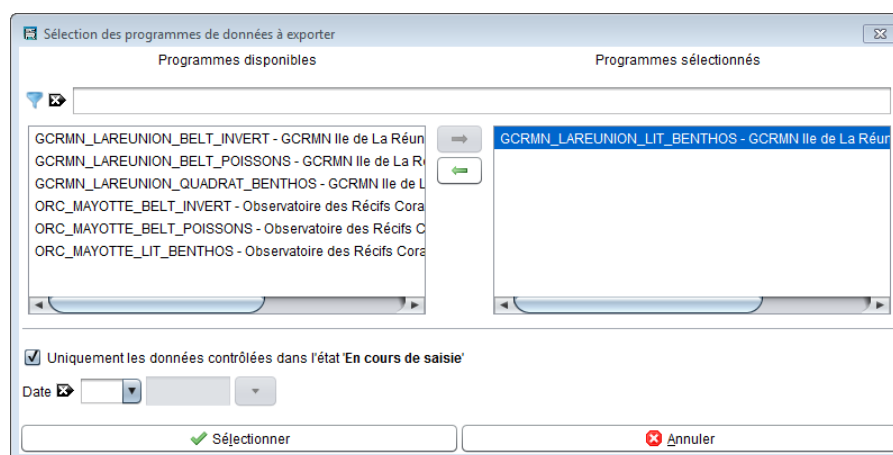 Sélection des programmes de données à exporter
Programmes disponibles
Programmes sélectionnés
GCRMN_LAREUNION_BELT_INVERT - GCRMN Ile de La Réun
GCRMN_LAREUNION_BELT_POISSONS - GCRMN Ile de La R
GCRMN_LAREUNION_QUADRAT_BENTHOS - GCRMN Ile de L
ORC_MAYOTTE_BELT_INVERT - Observatoire des Récifs Cora
ORC_MAYOTTE_BELT_POISSONS - Observatoire des Récifs C
ORC_MAYOTTE_LIT_BENTHOS - Observatoire des Récifs Cora
GCRMN_LAREUNION_LIT_BENTHOS - GCRMN Ile de La Réun
Uniquement les données contrôlées dans l'état 'En cours de saisie'
Date
Sélectionner
Annuler